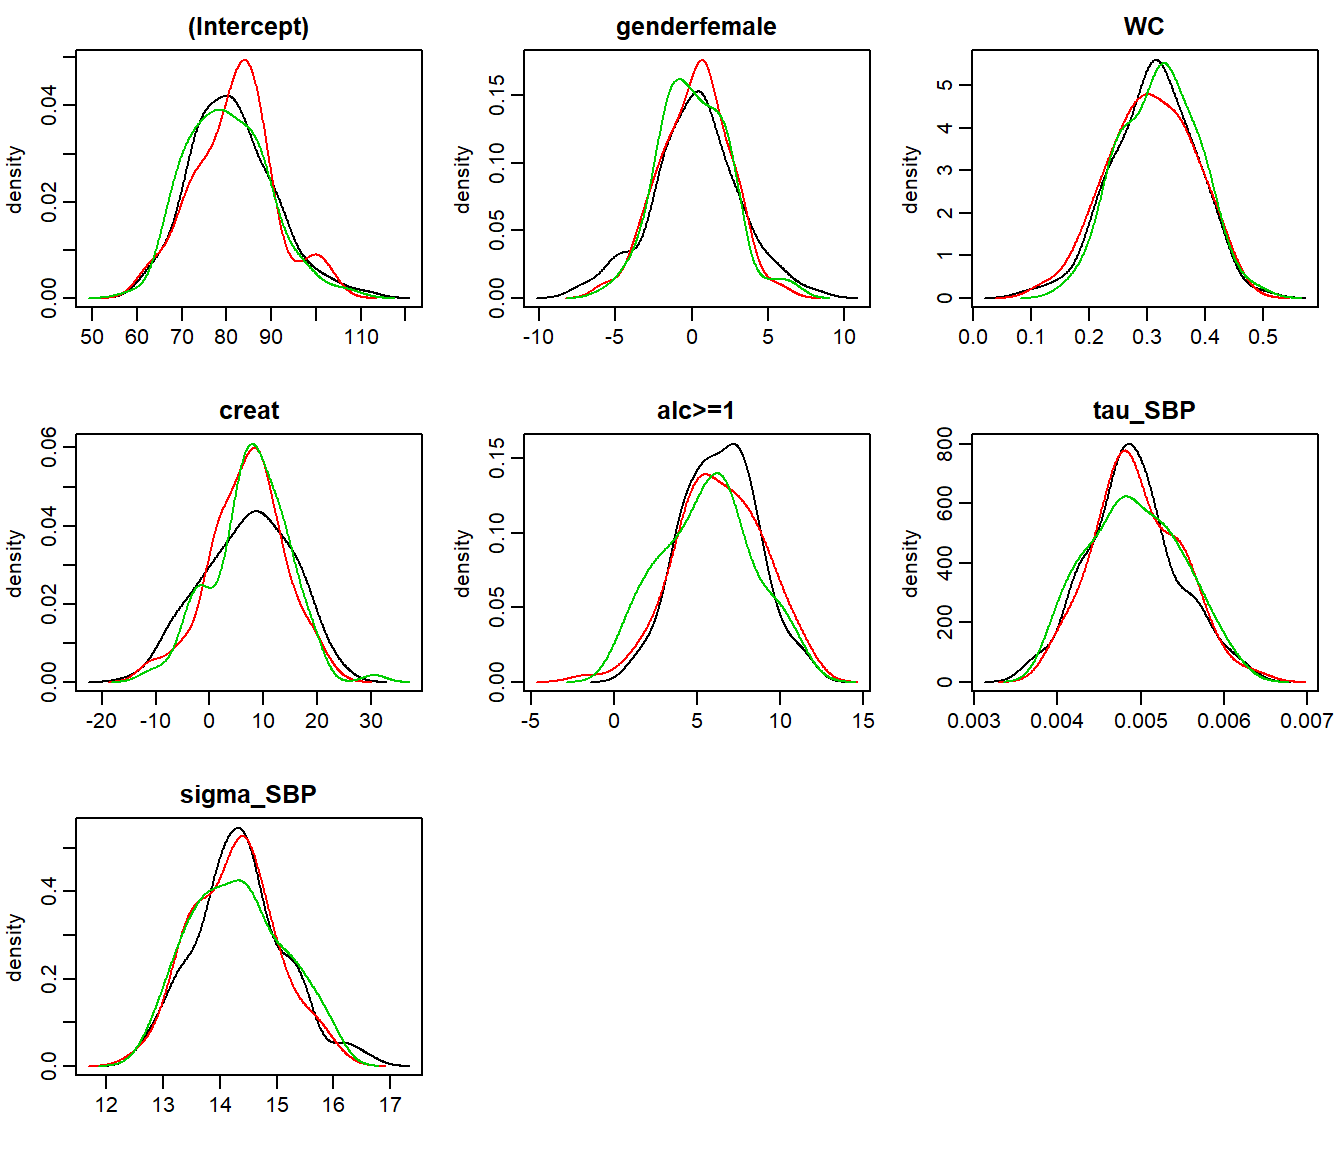 (Intercept)
density
0.00 0.02 0.04
50 60 70 80 90 110
genderfemale
density
0.00 0.05 0.10 0.15
-10 -5 0 5 10
WC
density
0 1 2 3 4 5
0.0 0.1 0.2 0.3 0.4 0.5
creat
density
0.00 0.02 0.04 0.06
-20 -10 0 10 20 30
alc>=1
density
0.00 0.05 0.10 0.15
-5 0 5 10 15
tau_SBP
density
0 200 400 600 800
0.003 0.004 0.005 0.006 0.007
sigma_SBP
density
0.0 0.2 0.4
12 13 14 15 16 17